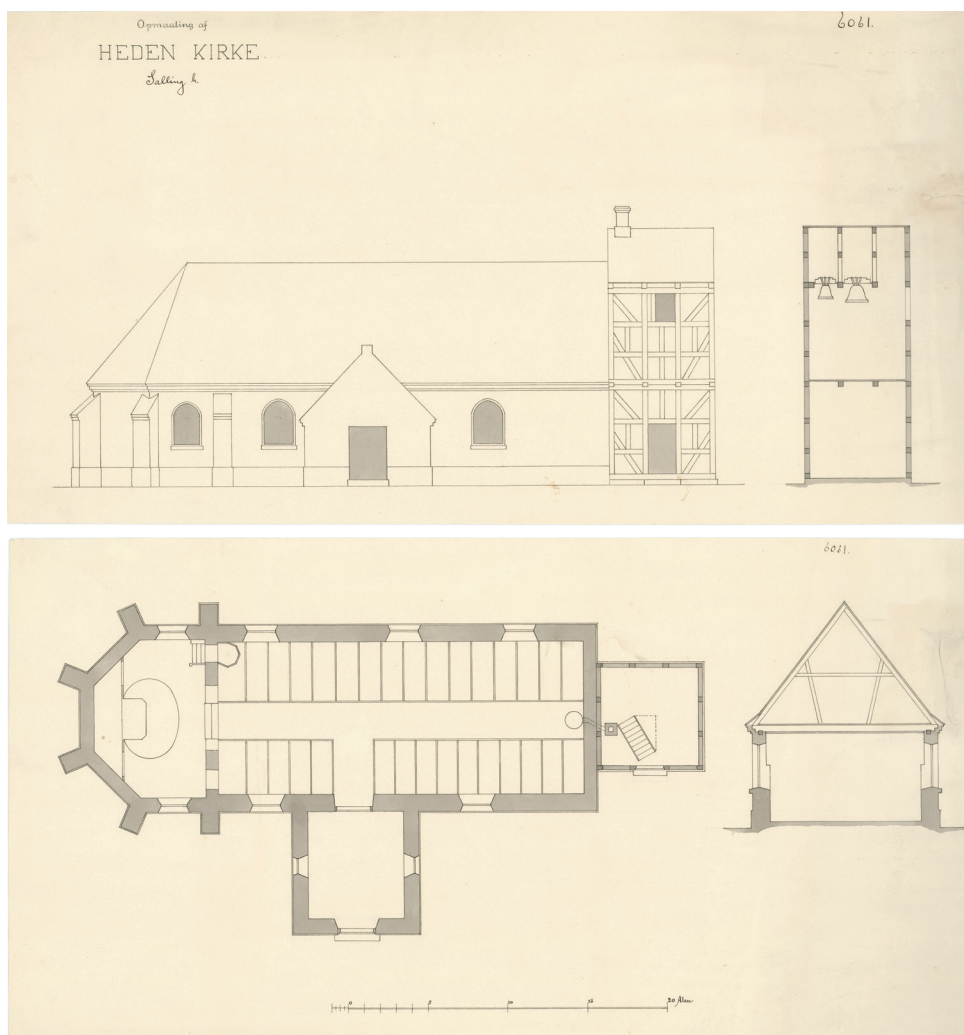 Opmaaling af
HEDEN KIRKE
Salling h.
6061.
6061.
0 5 10 15 20 Alen